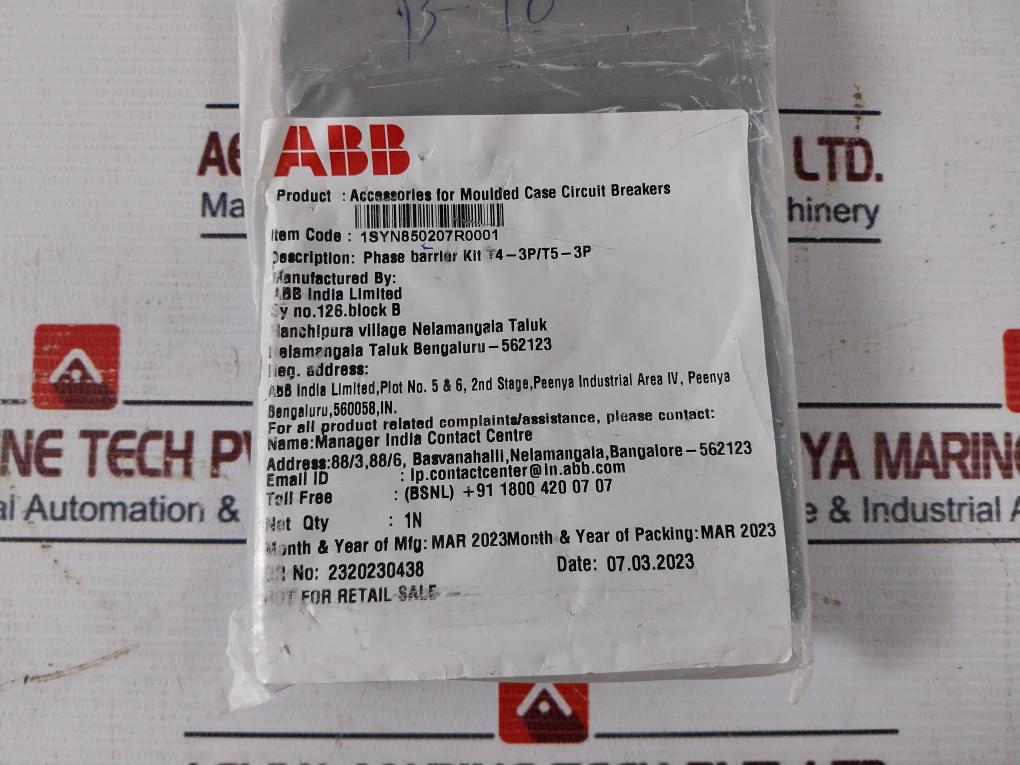 ABB
Product : Accessories for Moulded Case Circuit Breakers
Item Code : 1SYN850207R0001
Description: Phase barrier Kit T4-3P/T5-3P
Manufactured By:
ABB India Limited
Sy no.126.block B
Hanchipura village Nelamangala Taluk
Nelamangala Taluk Bengaluru-562123
Reg. address:
ABB India Limited,Plot No. 5 & 6, 2nd Stage,Peenya Industrial Area IV, Peenya
Bengaluru,560058,IN.
For all product related complaints/assistance, please contact:
Name:Manager India Contact Centre
Address:88/3,88/6, Basvanahalli,Nelamangala,Bangalore-562123
Email ID : Ip.contactcenter@in.abb.com
Toll Free : (BSNL) +91 1800 420 07 07
Net Qty : 1N
Month & Year of Mfg: MAR 2023Month & Year of Packing:MAR 2023
No: 2320230438 Date: 07.03.2023
NOT FOR RETAIL SALE
LTD.
hinery
NE TECH PV
YA MARINE
al Automation &
& Industrial A